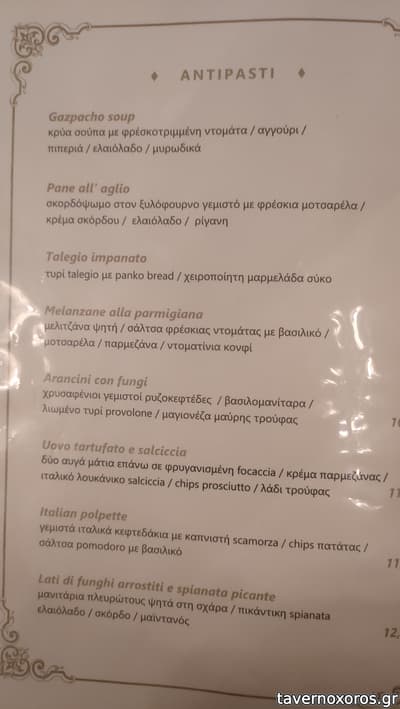 ♦ ANTIPASTI ♦
Gazpacho soup
κρύα σούπα με φρεσκοτριμμένη ντομάτα / αγγούρι /
πιπεριά / ελαιόλαδο / μυρωδικά
Pane all' aglio
σκορδόψωμο στον ξυλόφουρνο γεμιστό με φρέσκια μοτσαρέλα /
κρέμα σκόρδου / ελαιόλαδο / ρίγανη
Talegio impanato
τυρί talegio με panko bread / χειροποίητη μαρμελάδα σύκο
Melanzane alla parmigiana
μελιτζάνα ψητή / σάλτσα φρέσκιας ντομάτας με βασιλικό /
μοτσαρέλα / παρμεζάνα / ντοματίνια κονφί
Arancini con fungi
χρυσαφένιοι γεμιστοί ρυζοκεφτέδες / βασιλομανίταρα /
λιωμένο τυρί provolone / μαγιονέζα μαύρης τρούφας
Uovo tartufato e salciccia
δύο αυγά μάτια επάνω σε φρυγανισμένη focaccia / κρέμα παρμεζάνας /
ιταλικό λουκάνικο salciccia / chips prosciutto / λάδι τρούφας
Italian polpette
γεμιστά ιταλικά κεφτεδάκια με καπνιστή scamorza / chips πατάτας /
σάλτσα pomodoro με βασιλικό
11
Lati di funghi arrostiti e spianata picante
μανιτάρια πλευρώτους ψητά στη σχάρα / πικάντικη spianata
ελαιόλαδο / σκόρδο / μαϊντανός
12,
tavernoxoros.gr